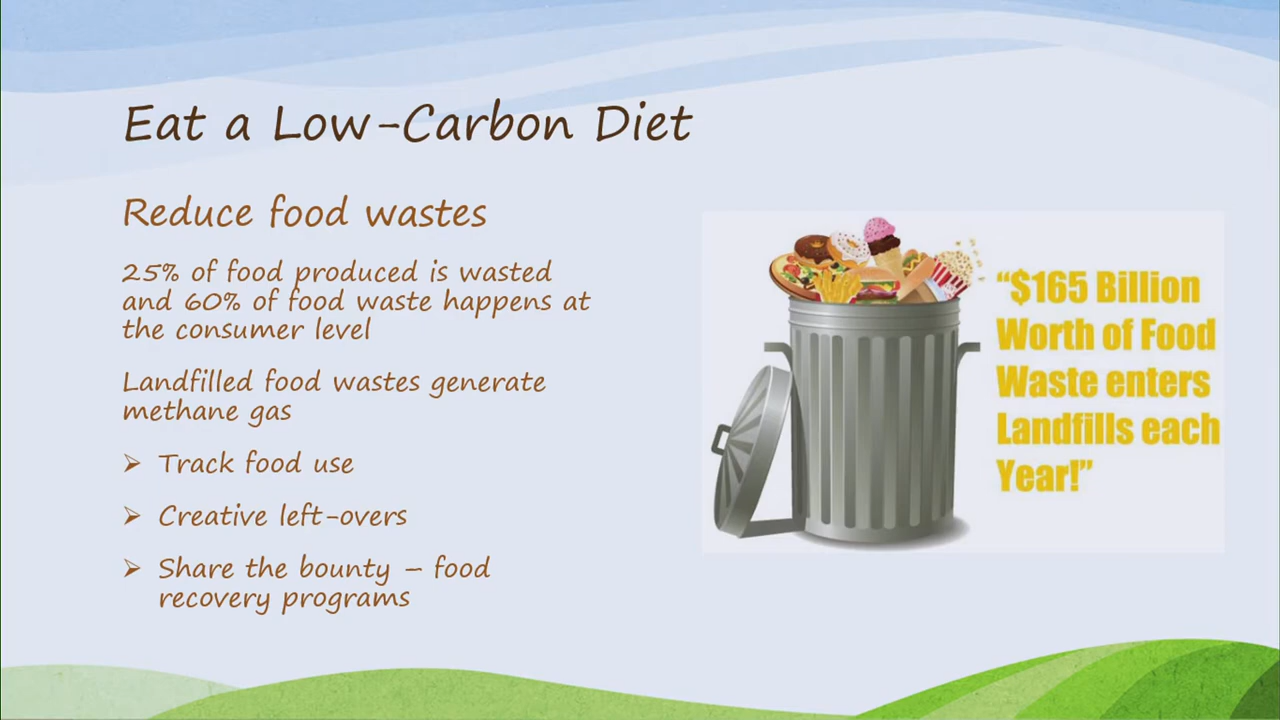 Eat a Low-Carbon Diet
Reduce food wastes
25% of food produced is wasted
and 60% of food waste happens at
the consumer level
Landfilled food wastes generate
methane gas
➢ Track food use
➢ Creative left-overs
➢ Share the bounty – food
recovery programs
“$165 Billion
Worth of Food
Waste enters
Landfills each
Year!”